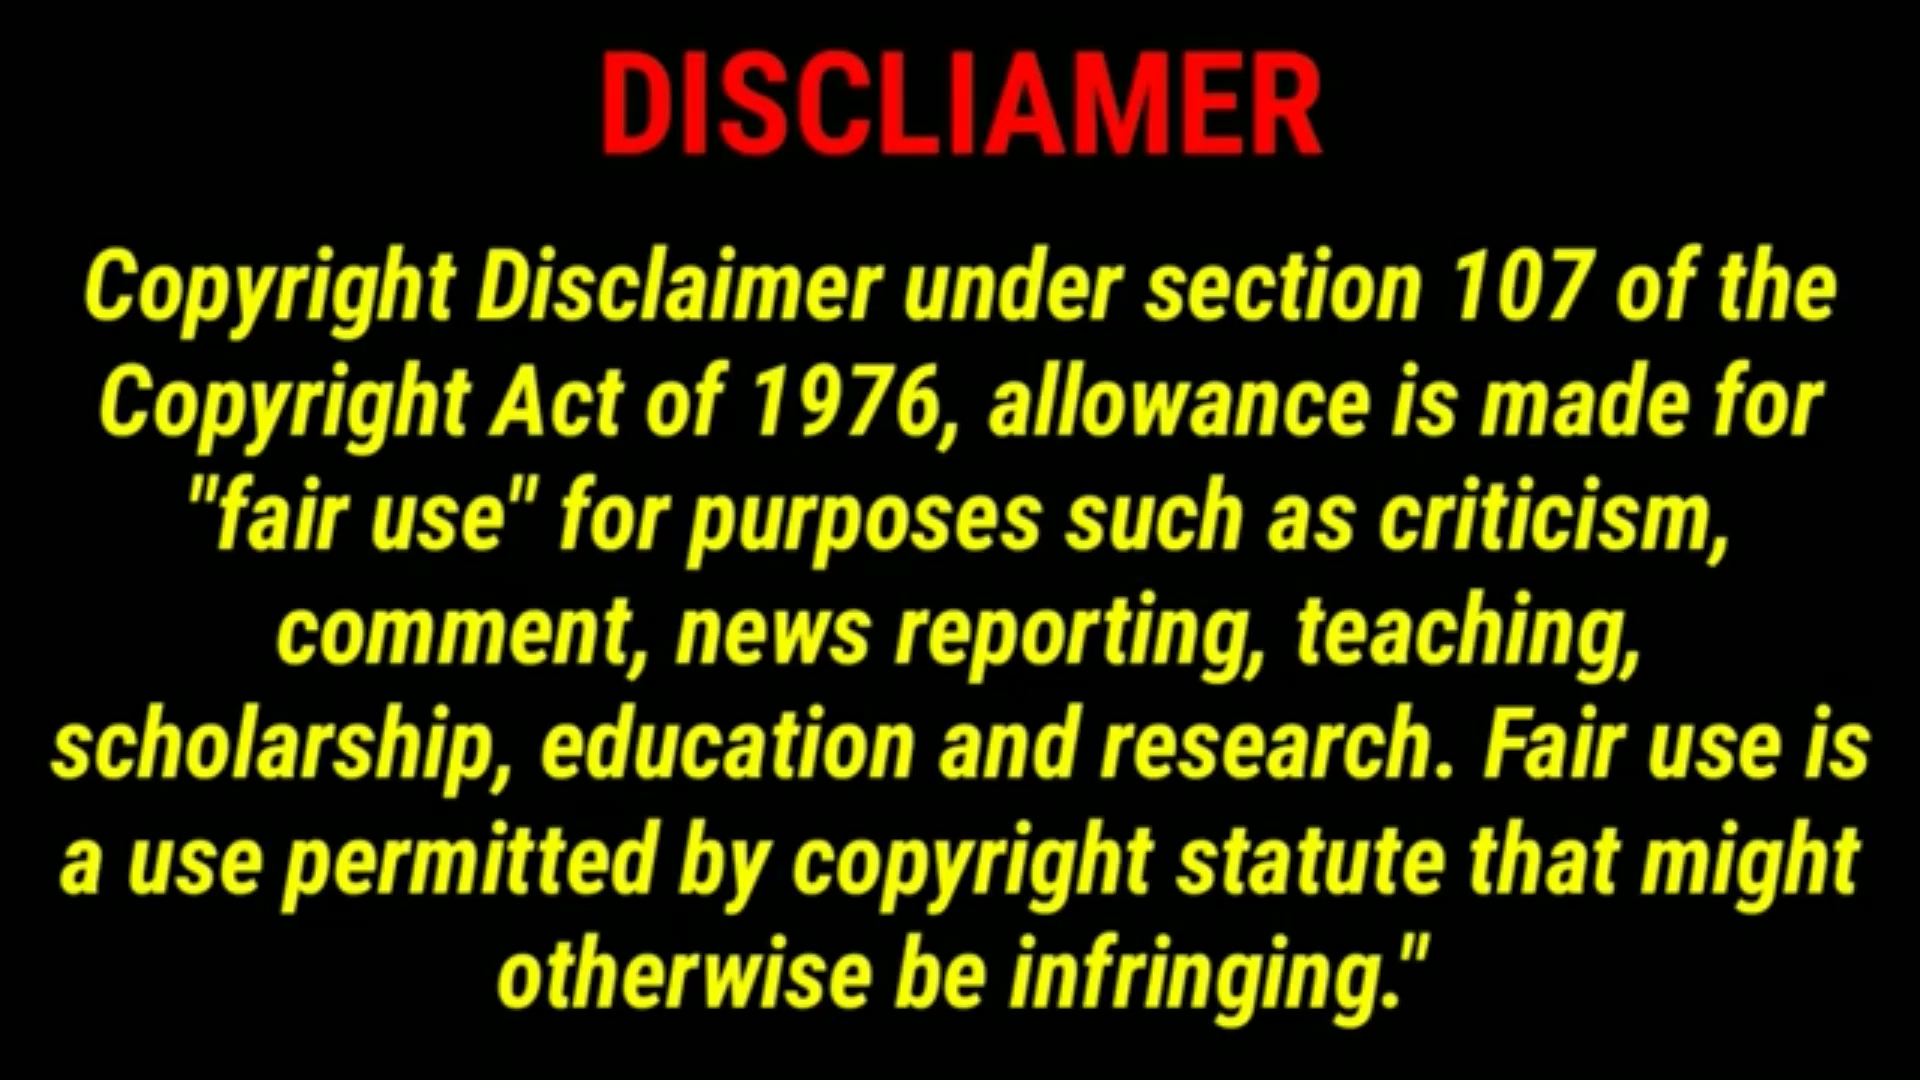 DISCLIAMER
Copyright Disclaimer under section 107 of the
Copyright Act of 1976, allowance is made for
"fair use" for purposes such as criticism,
comment, news reporting, teaching,
scholarship, education and research. Fair use is
a use permitted by copyright statute that might
otherwise be infringing."